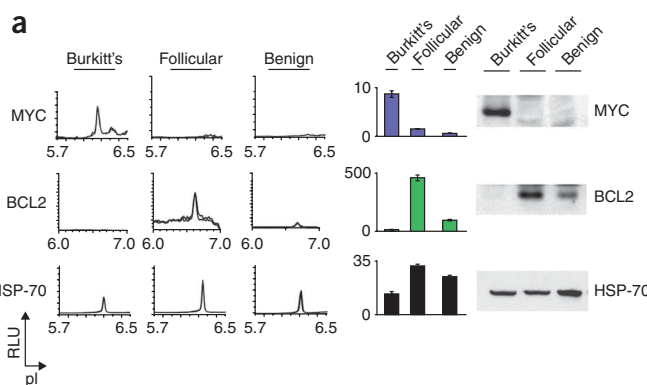 a
Burkitt's Follicular Benign
Burkitt's Follicular Benign
Burkitt's Follicular Benign
MYC
5.7 6.5 5.7 6.5 5.7 6.5
10
0
MYC
BCL2
6.0 7.0 6.0 7.0 6.0 7.0
500
0
BCL2
HSP-70
5.7 6.5 5.7 6.5 5.7 6.5
35
0
HSP-70
RLU
pI